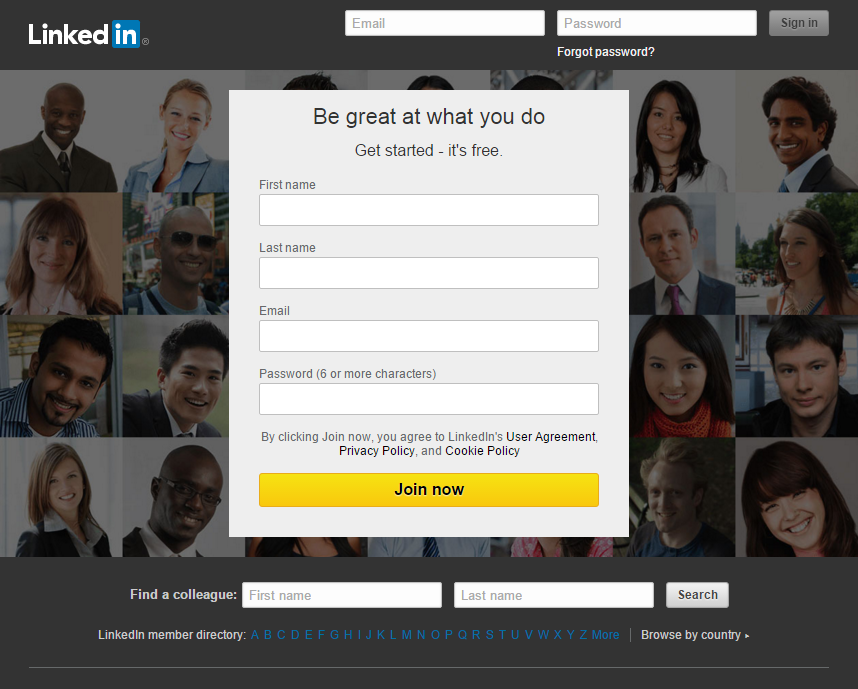 Linked in ®
Email
Password
Sign in
Forgot password?
Be great at what you do
Get started - it's free.
First name
Last name
Email
Password (6 or more characters)
By clicking Join now, you agree to LinkedIn's User Agreement,
Privacy Policy, and Cookie Policy
Join now
Find a colleague: First name Last name Search
LinkedIn member directory: A B C D E F G H I J K L M N O P Q R S T U V W X Y Z More | Browse by country ▸